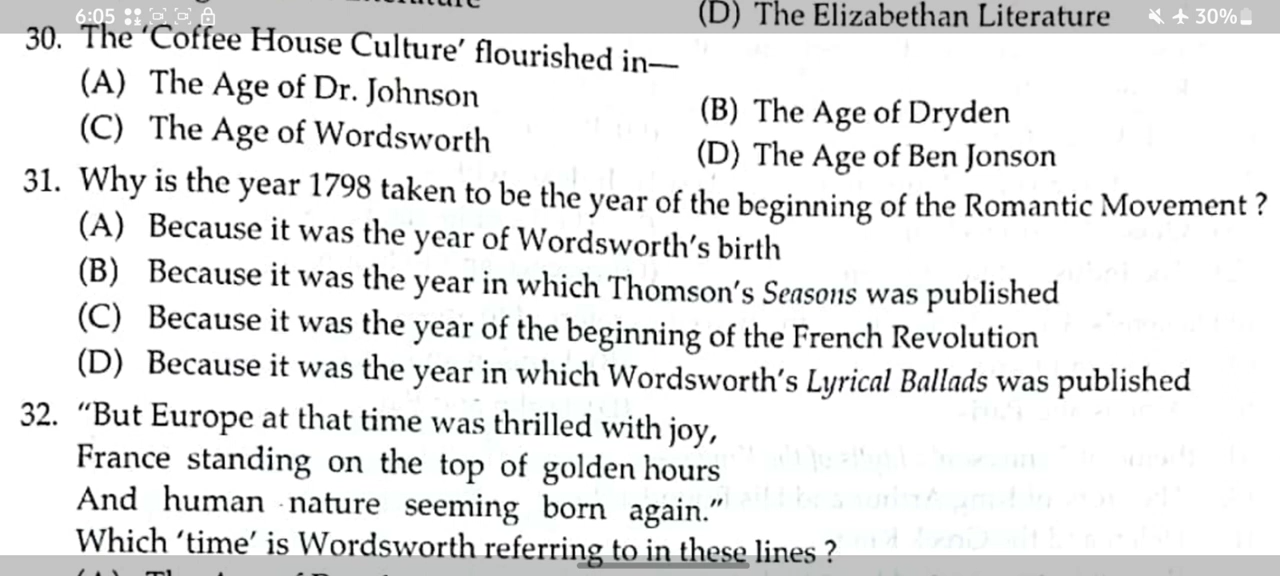 6:05 30%
(D) The Elizabethan Literature
30. The ‘Coffee House Culture’ flourished in—
(A) The Age of Dr. Johnson
(B) The Age of Dryden
(C) The Age of Wordsworth
(D) The Age of Ben Jonson
31. Why is the year 1798 taken to be the year of the beginning of the Romantic Movement ?
(A) Because it was the year of Wordsworth’s birth
(B) Because it was the year in which Thomson’s Seasons was published
(C) Because it was the year of the beginning of the French Revolution
(D) Because it was the year in which Wordsworth’s Lyrical Ballads was published
32. “But Europe at that time was thrilled with joy,
France standing on the top of golden hours
And human nature seeming born again.”
Which ‘time’ is Wordsworth referring to in these lines ?